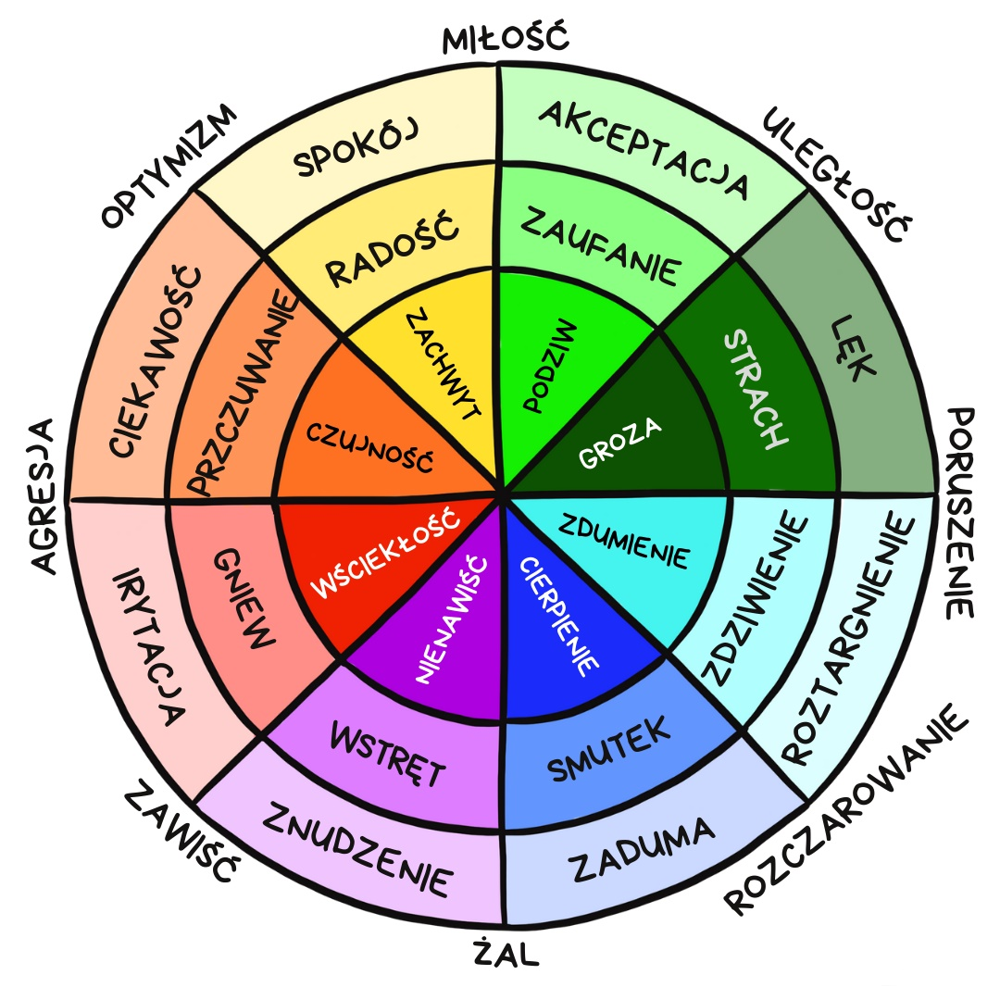 MIŁOŚĆ
ULEGŁOŚĆ
PORUSZENIE
ROZCZAROWANIE
ŻAL
ZAWIŚĆ
AGRESJA
OPTYMIZM
SPOKÓJ
RADOŚĆ
ZACHWYT
AKCEPTACJA
ZAUFANIE
PODZIW
LĘK
STRACH
GROZA
ROZTARGNIENIE
ZDZIWIENIE
ZDUMIENIE
ZADUMA
SMUTEK
CIERPIENIE
ZNUDZENIE
WSTRĘT
NIENAWIŚĆ
IRYTACJA
GNIEW
WŚCIEKŁOŚĆ
CIEKAWOŚĆ
PRZCZUWANIE
CZUJNOŚĆ